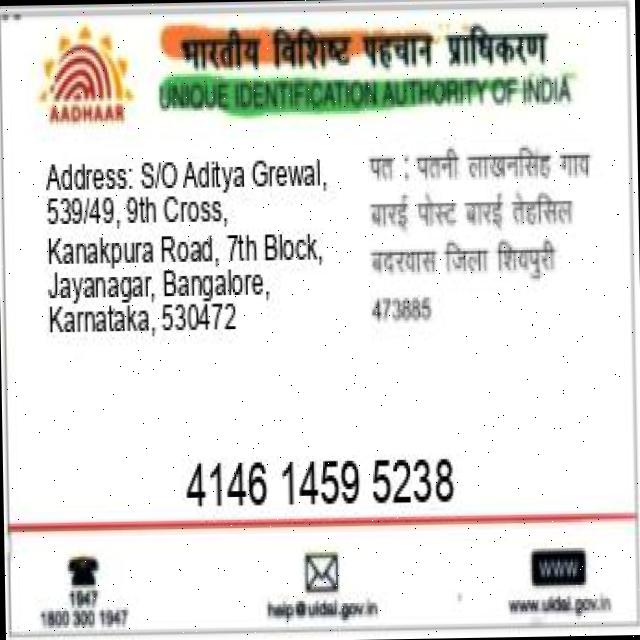 भारतीय विशिष्ट पहचान प्राधिकरण
UNIQUE IDENTIFICATION AUTHORITY OF INDIA
AADHAAR
Address: S/O Aditya Grewal,
539/49, 9th Cross,
Kanakpura Road, 7th Block,
Jayanagar, Bangalore,
Karnataka, 530472
पत : पतनी लाखनसिंह गाव
बारई पोस्ट बारई तेहसिल
बदरवास जिला शिवपुरी
473885
4146 1459 5238
1947
1800 300 1947
help@uidai.gov.in
WWW
www.uidai.gov.in